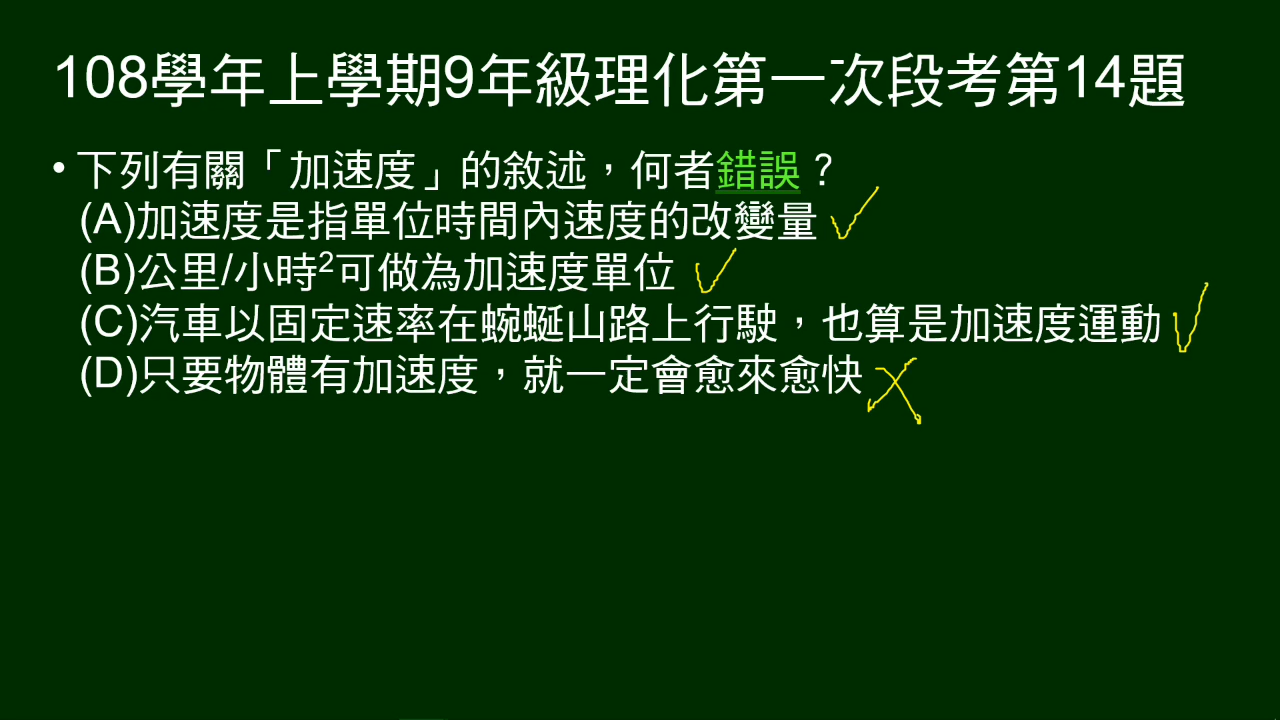 108學年上學期9年級理化第一次段考第14題
• 下列有關「加速度」的敘述，何者錯誤？
(A)加速度是指單位時間內速度的改變量
(B)公里/小時²可做為加速度單位
(C)汽車以固定速率在蜿蜒山路上行駛，也算是加速度運動
(D)只要物體有加速度，就一定會愈來愈快